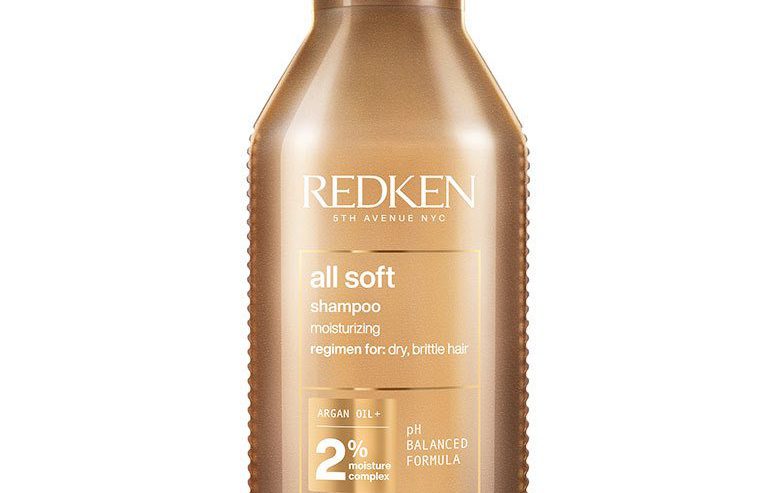 REDKEN
5TH AVENUE NYC
all soft
shampoo
moisturizing
regimen for: dry, brittle hair
ARGAN OIL+
2%
moisture
complex
pH
BALANCED
FORMULA